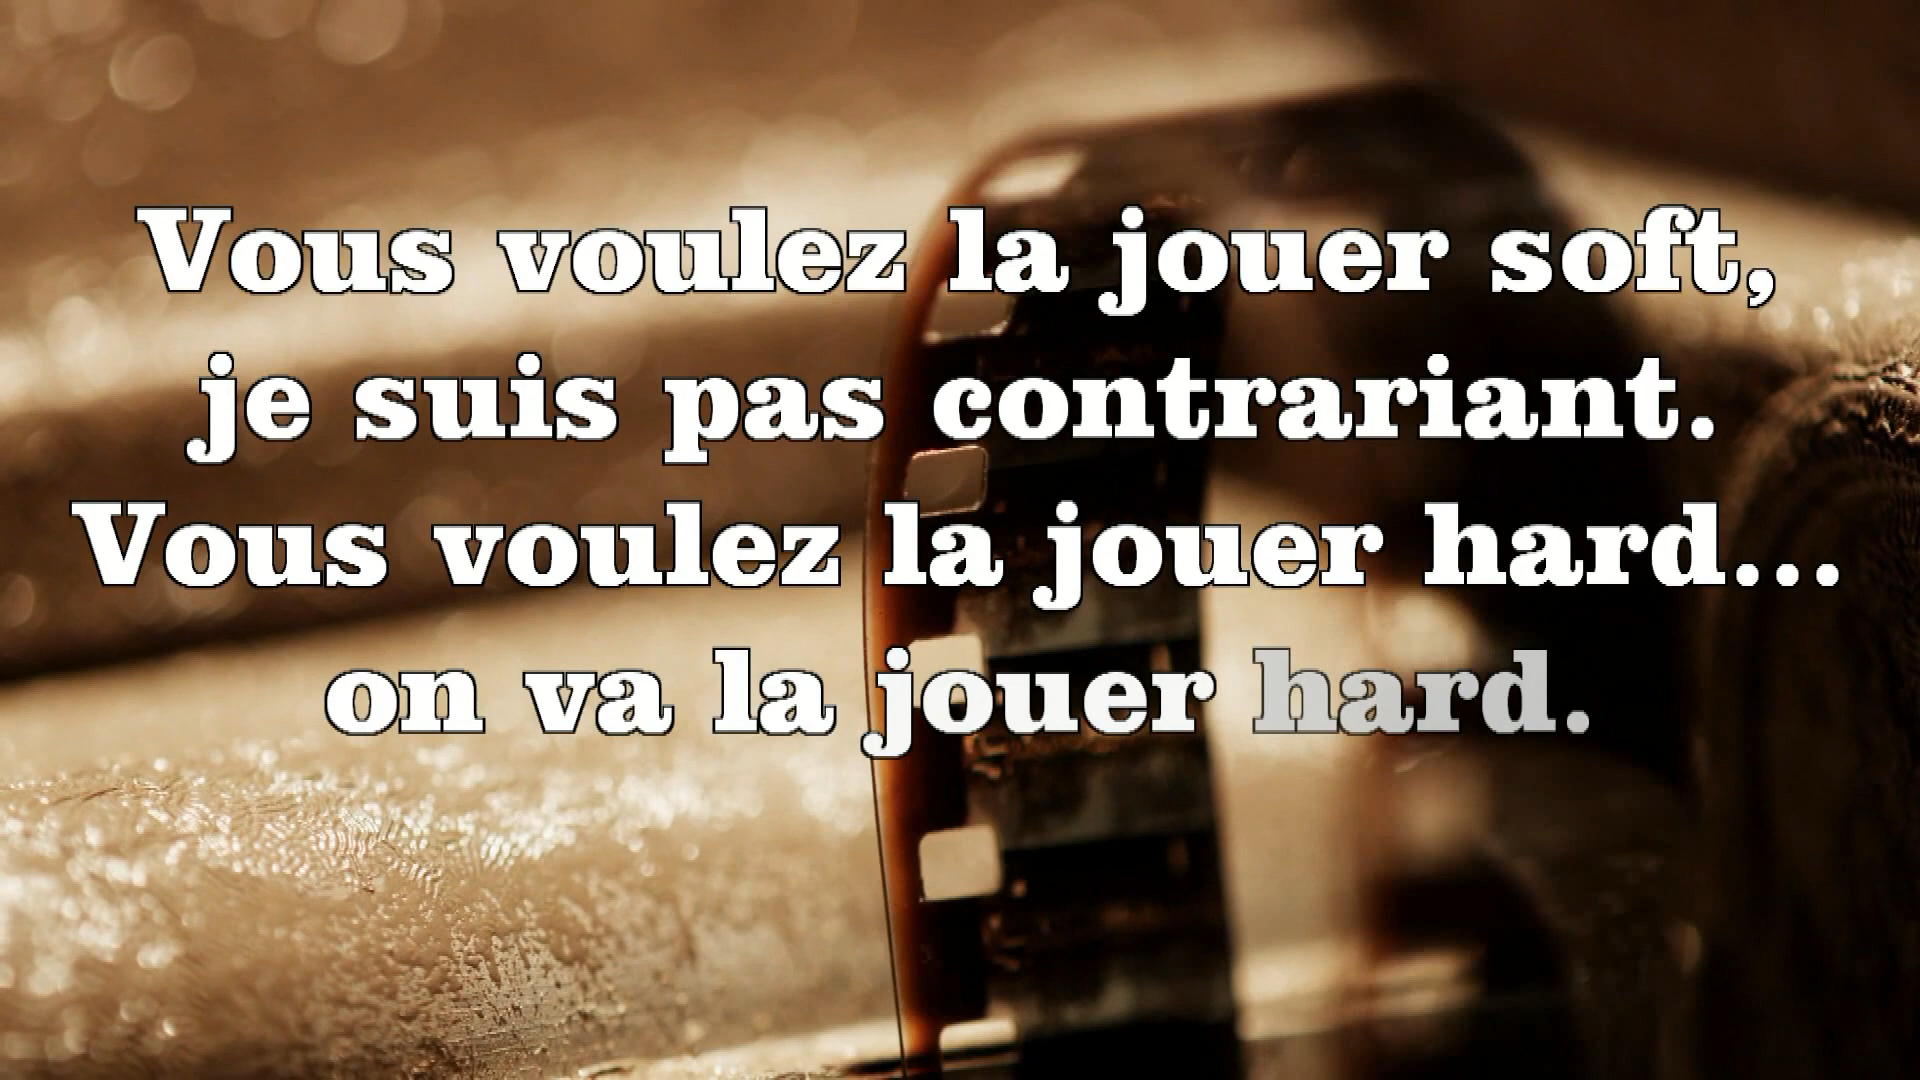 Vous voulez la jouer soft,
je suis pas contrariant.
Vous voulez la jouer hard...
on va la jouer hard.